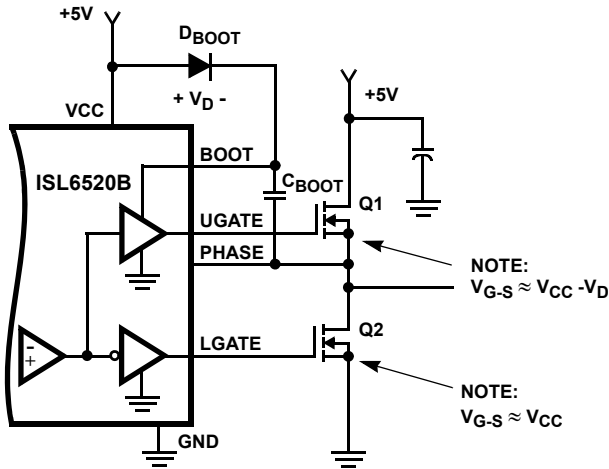 +5V
DBOOT
+ VD -
+5V
VCC
BOOT
ISL6520B
CBOOT
Q1
UGATE
PHASE
NOTE:
VG-S ≈ VCC -VD
- +
LGATE
Q2
NOTE:
VG-S ≈ VCC
GND